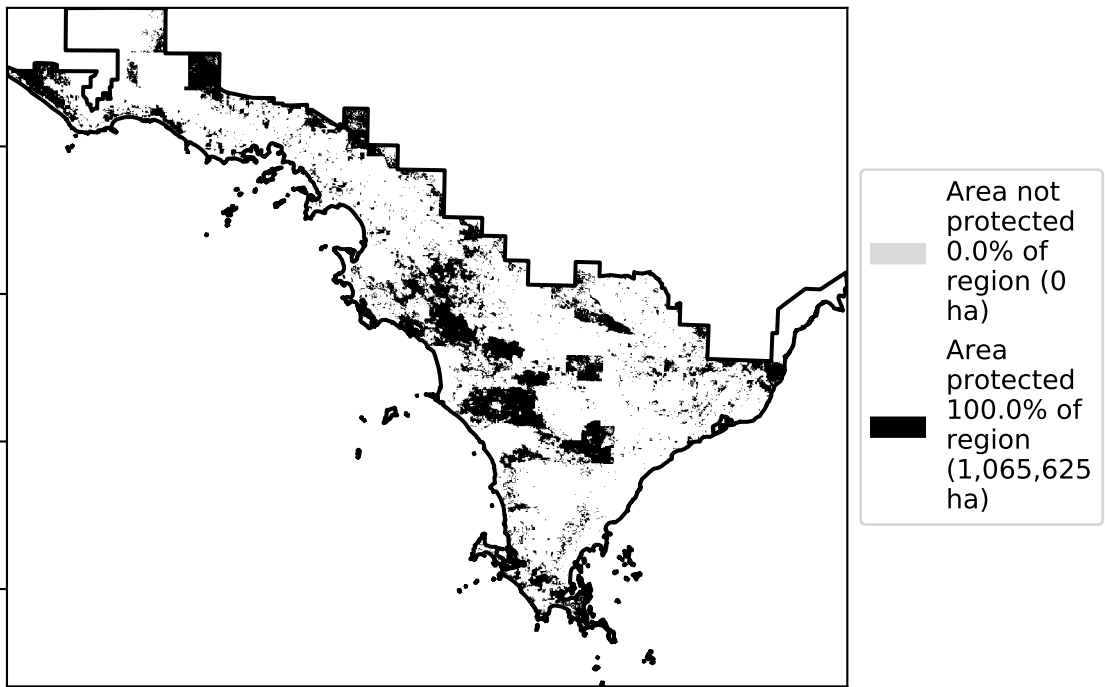 Area not
protected
0.0% of
region (0
ha)
Area
protected
100.0% of
region
(1,065,625
ha)